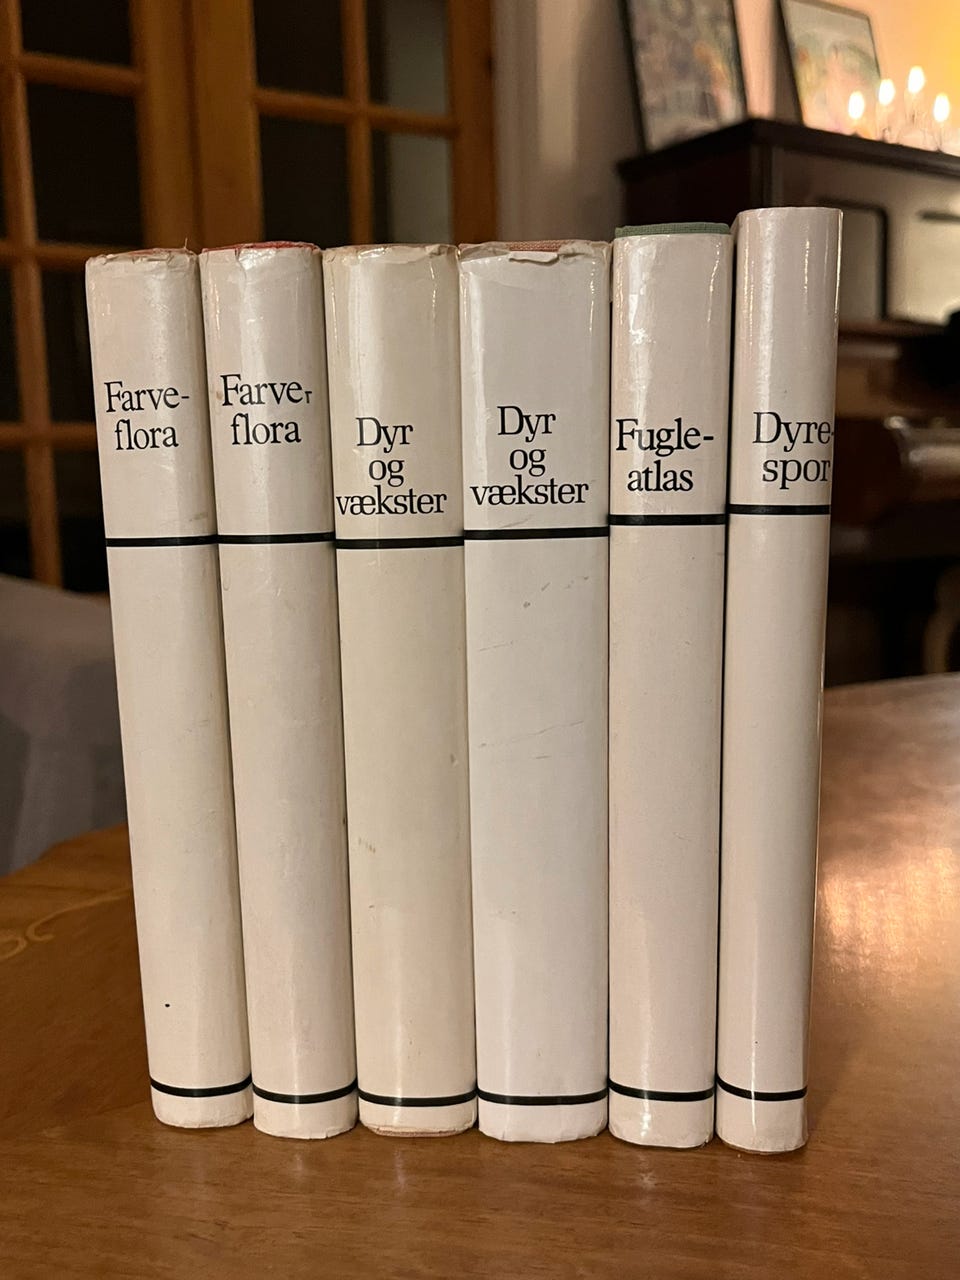 Farve-
flora
Farve-
flora
Dyr
og
vækster
Dyr
og
vækster
Fugle-
atlas
Dyre-
spor